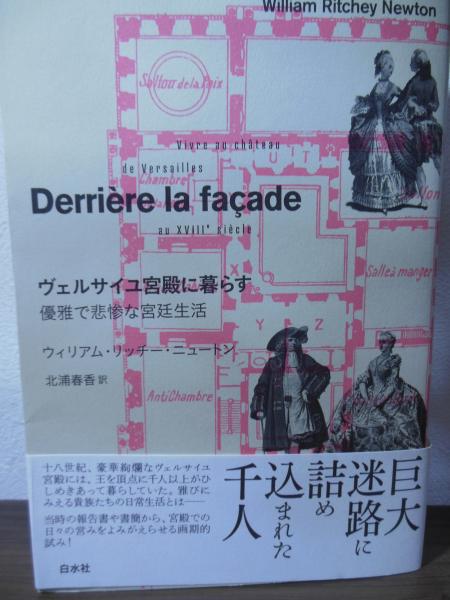 William Ritchey Newton
Salon de la Paix
Vivre au château
de Versailles
Chambre
Derrière la façade
au XVIIIᵉ siècle
Salle à manger
ヴェルサイユ宮殿に暮らす
優雅で悲惨な宮廷生活
Y Z
ウィリアム・リッチー・ニュートン
北浦春香 訳
AntiChambre
十八世紀、豪華絢爛なヴェルサイユ
宮殿には、王を頂点に千人以上がひ
しめきあって暮らしていた。雅びに
みえる貴族たちの日常生活とは——
当時の報告書や書簡から、宮殿での
日々の営みをよみがえらせる画期的
試み!
白水社
巨大
迷路に
詰め
込まれた
千人